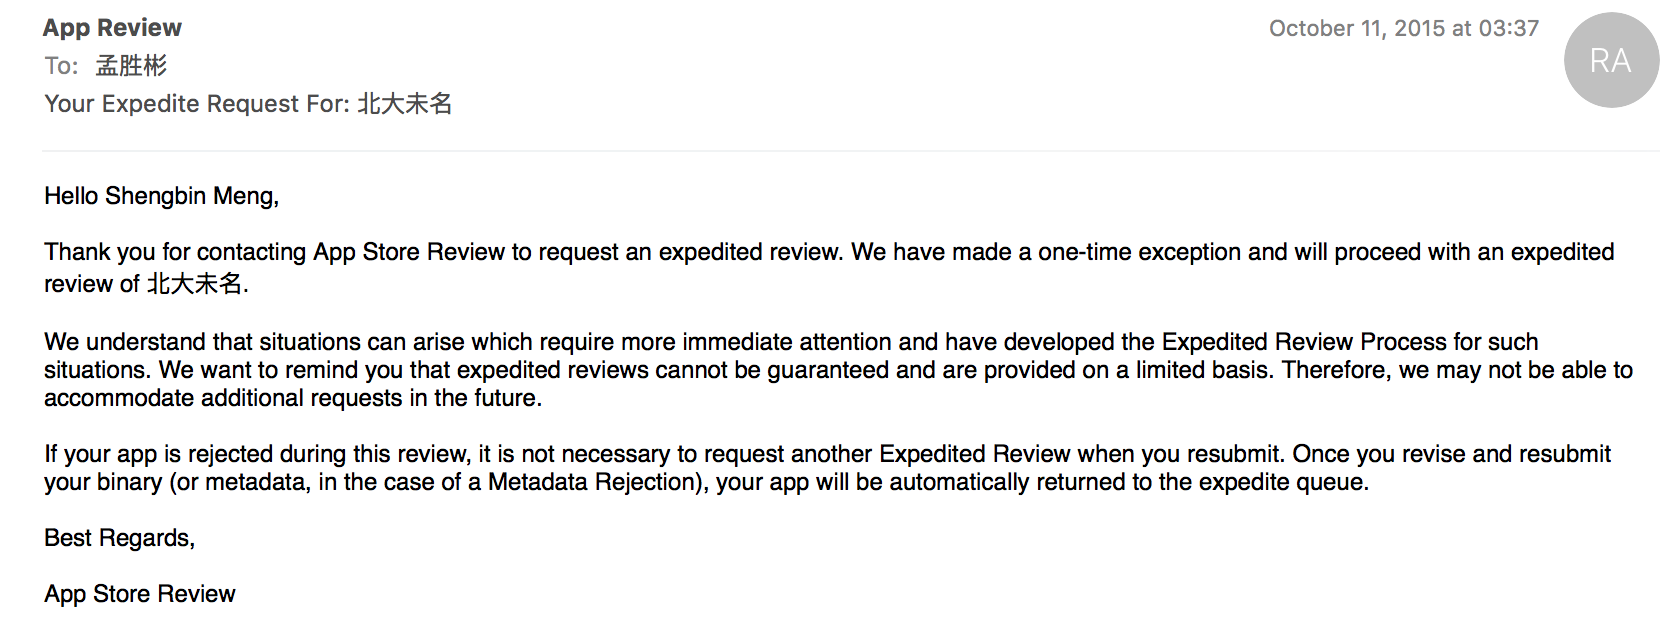 App Review
October 11, 2015 at 03:37
RA
To: 孟胜彬
Your Expedite Request For: 北大未名
Hello Shengbin Meng,
Thank you for contacting App Store Review to request an expedited review. We have made a one-time exception and will proceed with an expedited
review of 北大未名.
We understand that situations can arise which require more immediate attention and have developed the Expedited Review Process for such
situations. We want to remind you that expedited reviews cannot be guaranteed and are provided on a limited basis. Therefore, we may not be able to
accommodate additional requests in the future.
If your app is rejected during this review, it is not necessary to request another Expedited Review when you resubmit. Once you revise and resubmit
your binary (or metadata, in the case of a Metadata Rejection), your app will be automatically returned to the expedite queue.
Best Regards,
App Store Review